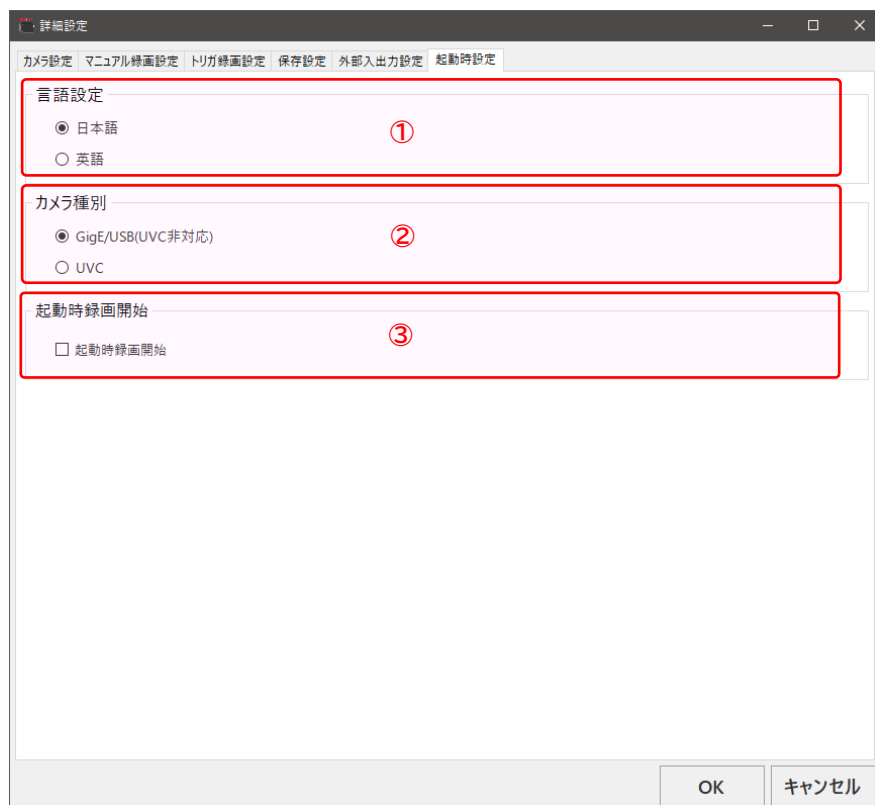 詳細設定
カメラ設定 マニュアル録画設定 トリガ録画設定 保存設定 外部入出力設定 起動時設定
言語設定
日本語
①
英語
カメラ種別
GigE/USB(UVC非対応)
②
UVC
起動時録画開始
③
起動時録画開始
OK キャンセル